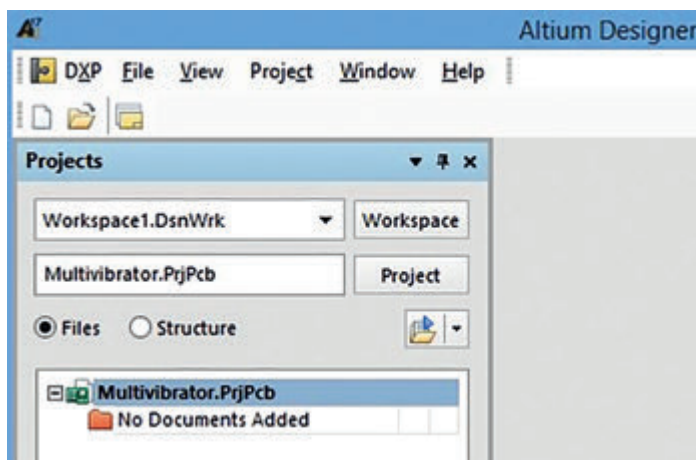 Altium Designer
DXP File View Project Window Help
Projects
Workspace1.DsnWrk Workspace
Multivibrator.PrjPcb Project
Files Structure
Multivibrator.PrjPcb
No Documents Added